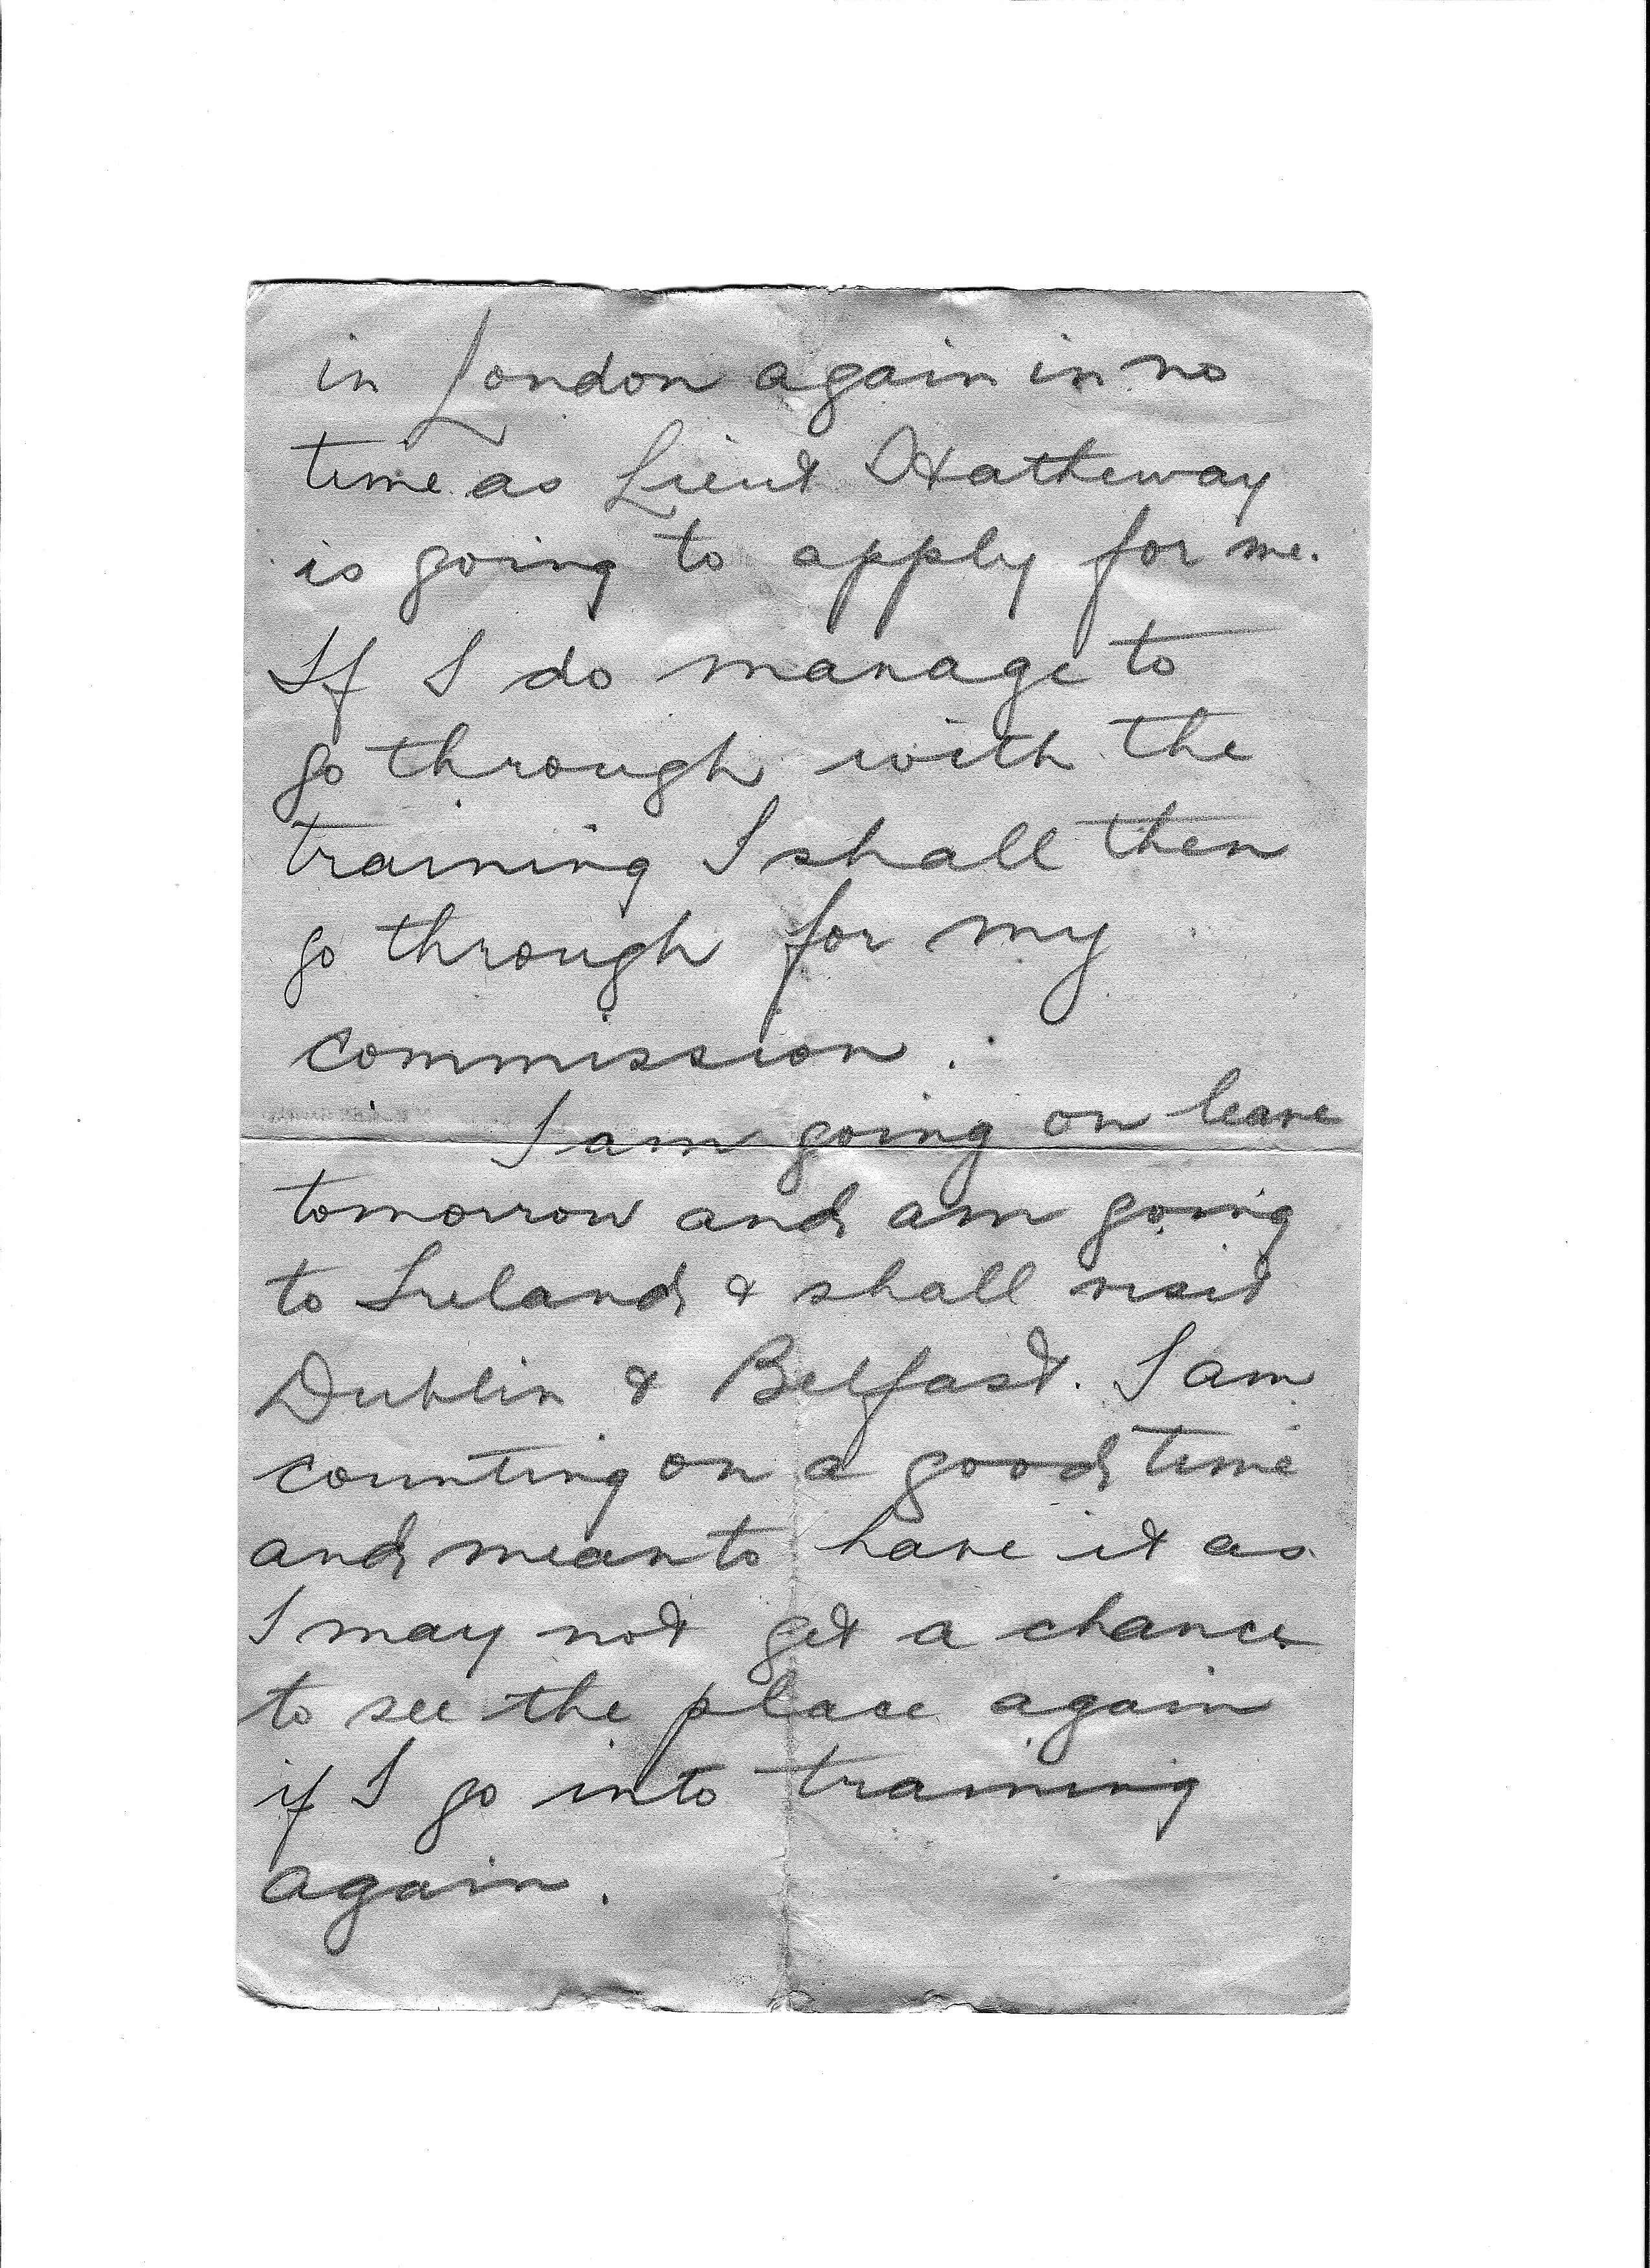 in London again in no
time as Lieut Hatheway
is going to apply for me.
If I do manage to
go through with the
training I shall then
go through for my
commission.
I am going on leave
tomorrow and am going
to Ireland & shall visit
Dublin & Belfast. I am
counting on a good time
and mean to have it as
I may not get a chance
to see the place again
if I go into training
again.